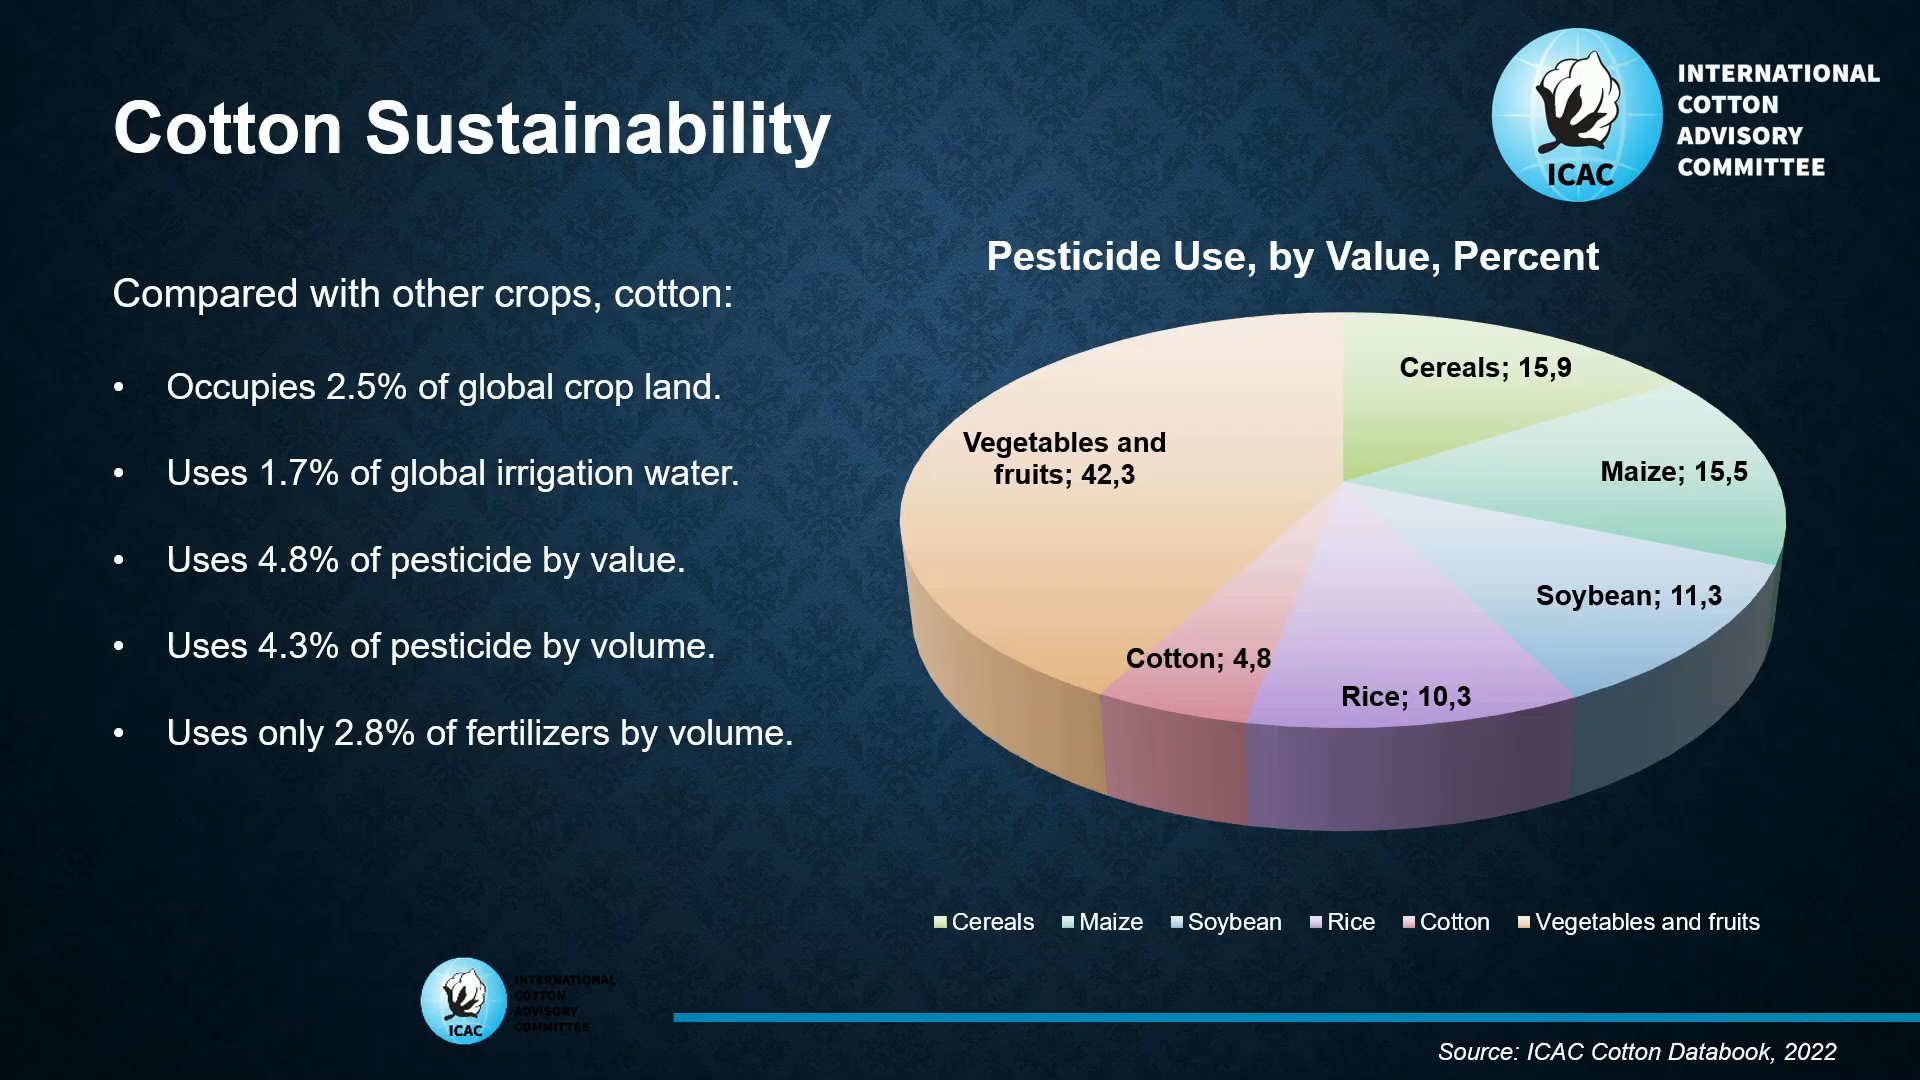 Cotton Sustainability
ICAC
INTERNATIONAL
COTTON
ADVISORY
COMMITTEE
Compared with other crops, cotton:
• Occupies 2.5% of global crop land.
• Uses 1.7% of global irrigation water.
• Uses 4.8% of pesticide by value.
• Uses 4.3% of pesticide by volume.
• Uses only 2.8% of fertilizers by volume.
Pesticide Use, by Value, Percent
Cereals; 15,9
Vegetables and
fruits; 42,3
Maize; 15,5
Soybean; 11,3
Cotton; 4,8
Rice; 10,3
Cereals Maize Soybean Rice Cotton Vegetables and fruits
ICAC
INTERNATIONAL
COTTON
ADVISORY
COMMITTEE
Source: ICAC Cotton Databook, 2022